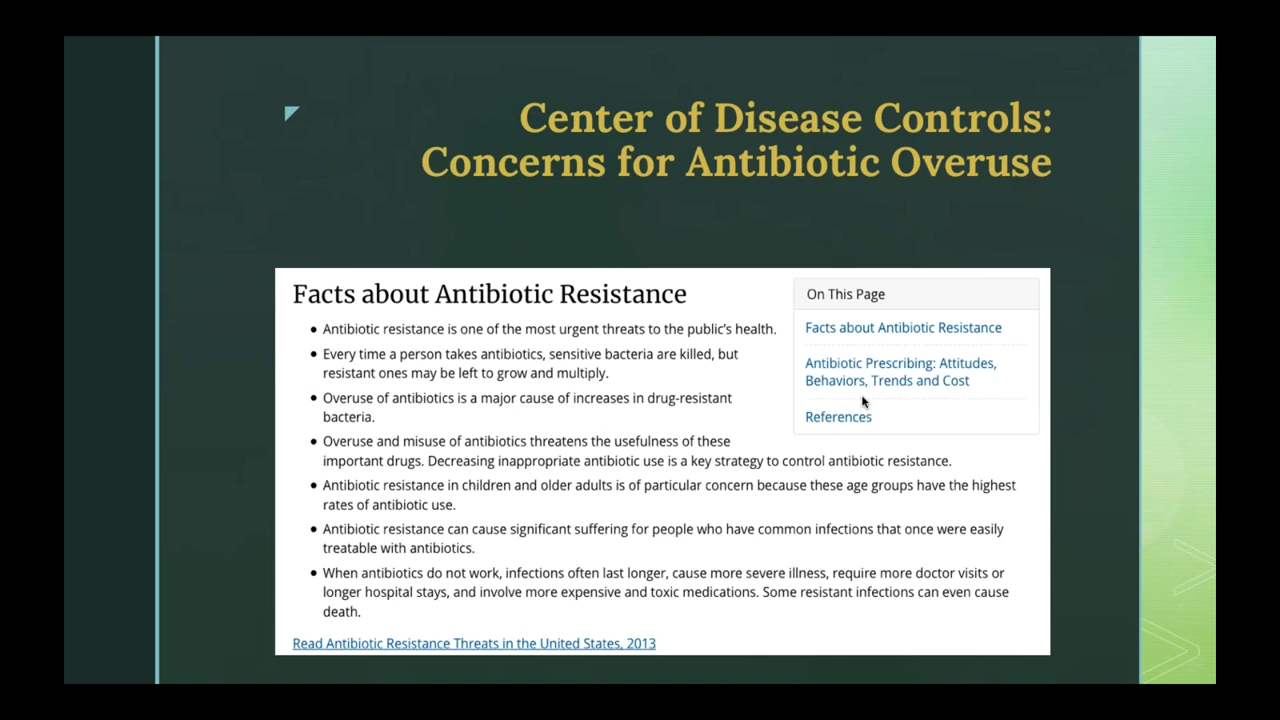 Center of Disease Controls:
Concerns for Antibiotic Overuse
Facts about Antibiotic Resistance
• Antibiotic resistance is one of the most urgent threats to the public's health.
• Every time a person takes antibiotics, sensitive bacteria are killed, but
resistant ones may be left to grow and multiply.
• Overuse of antibiotics is a major cause of increases in drug-resistant
bacteria.
• Overuse and misuse of antibiotics threatens the usefulness of these
important drugs. Decreasing inappropriate antibiotic use is a key strategy to control antibiotic resistance.
• Antibiotic resistance in children and older adults is of particular concern because these age groups have the highest
rates of antibiotic use.
• Antibiotic resistance can cause significant suffering for people who have common infections that once were easily
treatable with antibiotics.
• When antibiotics do not work, infections often last longer, cause more severe illness, require more doctor visits or
longer hospital stays, and involve more expensive and toxic medications. Some resistant infections can even cause
death.
Read Antibiotic Resistance Threats in the United States, 2013
On This Page
Facts about Antibiotic Resistance
Antibiotic Prescribing: Attitudes,
Behaviors, Trends and Cost
References